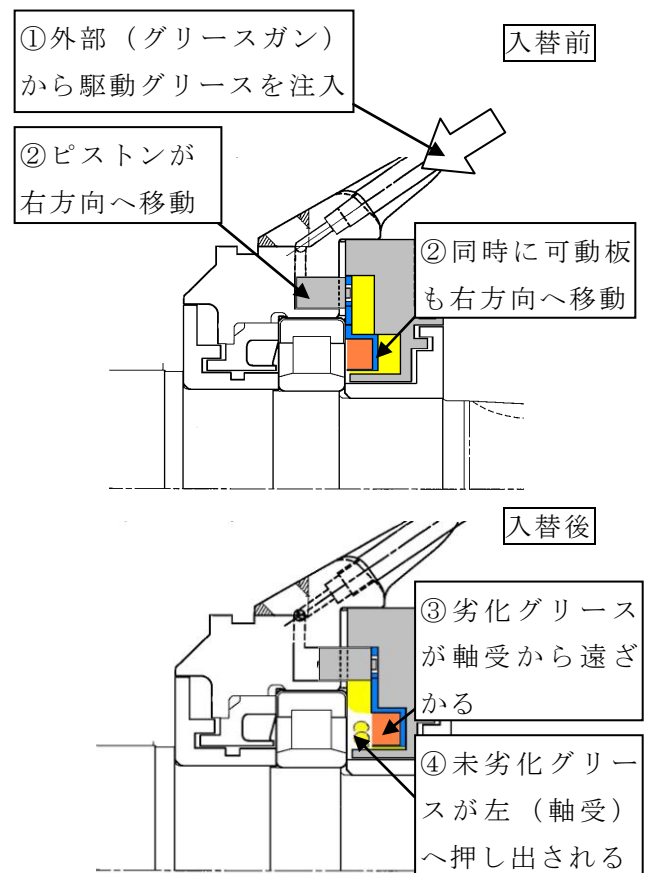 ①外部（グリースガン）
から駆動グリースを注入
入替前
②ピストンが
右方向へ移動
②同時に可動板
も右方向へ移動
入替後
③劣化グリース
が軸受から遠ざ
かる
④未劣化グリー
スが左（軸受）
へ押し出される